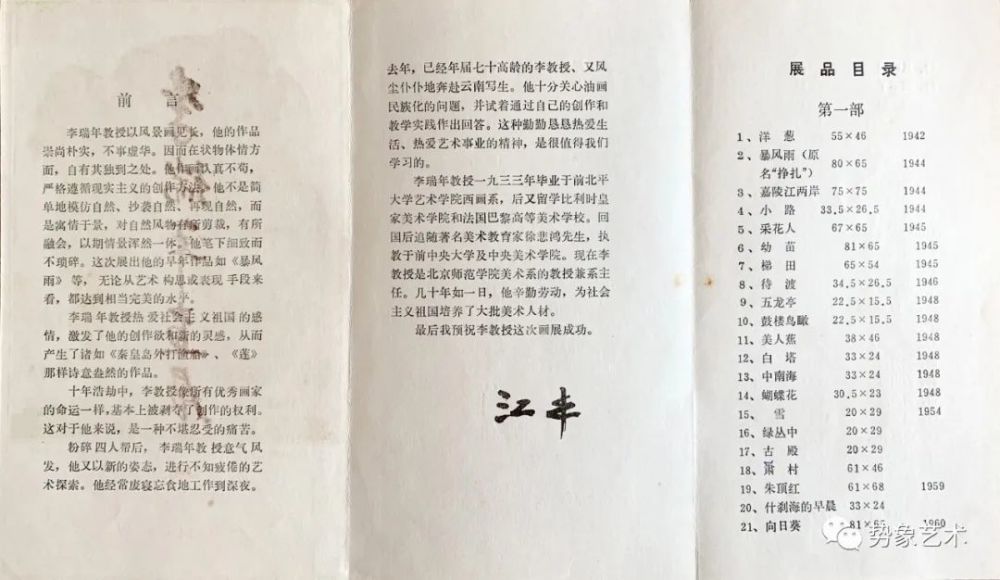 前 言
李瑞年教授以风景画见长，他的作品
崇尚朴实，不事虚华。因而在状物体情方
面，自有其独到之处。他作画认真不苟，
严格遵循现实主义的创作方法。他不是简
单地模仿自然、抄袭自然、再现自然，而
是寓情于景，对自然风物有所剪裁，有所
融会，以期情景浑然一体。他笔下细致而
不琐碎。这次展出他的早年作品如《暴风
雨》等，无论从艺术构思或表现手段来
看，都达到相当完美的水平。
李瑞年教授热爱社会主义祖国的感
情，激发了他的创作欲和新的灵感，从而
产生了诸如《秦皇岛外打渔船》、《莲》
那样诗意盎然的作品。
十年浩劫中，李教授像所有优秀画家
的命运一样，基本上被剥夺了创作的权利。
这对于他来说，是一种不堪忍受的痛苦。
粉碎四人帮后，李瑞年教授意气风
发，他又以新的姿态，进行不知疲倦的艺
术探索。他经常废寝忘食地工作到深夜。
去年，已经年届七十高龄的李教授、又风
尘仆仆地奔赴云南写生。他十分关心油画
民族化的问题，并试着通过自己的创作和
教学实践作出回答。这种勤勤恳恳热爱生
活、热爱艺术事业的精神，是很值得我们
学习的。
李瑞年教授一九三三年毕业于前北平
大学艺术学院西画系，后又留学比利时皇
家美术学院和法国巴黎高等美术学校。回
国后追随著名美术教育家徐悲鸿先生，执
教于前中央大学及中央美术学院。现在李
教授是北京师范学院美术系的教授兼系主
任。几十年如一日，他辛勤劳动，为社会
主义祖国培养了大批美术人材。
最后我预祝李教授这次画展成功。
江丰
展品目录
第一部
1、洋 葱 55×46 1942
2、暴风雨（原名“挣扎”） 80×65 1944
3、嘉陵江两岸 75×75 1944
4、小 路 33.5×26.5 1944
5、采花人 67×65 1945
6、幼 苗 81×65 1945
7、梯 田 65×54 1945
8、待 渡 34.5×26.5 1946
9、五龙亭 22.5×15.5 1948
10、鼓楼鸟瞰 22.5×15.5 1948
11、美人蕉 38×46 1948
12、白 塔 33×24 1948
13、中南海 33×24 1948
14、蝴蝶花 30.5×23 1948
15、雪 20×29 1954
16、绿丛中 20×29
17、古 殿 20×29
18、萧 村 61×46
19、朱顶红 61×68 1959
20、什刹海的早晨 33×24
21、向日葵 81×65 1960
势象艺术